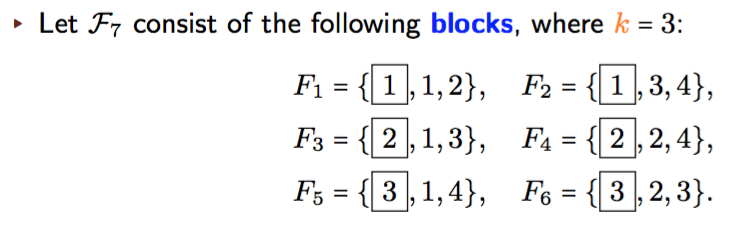 ‣ Let ℱ₇ consist of the following blocks, where k = 3:
F₁ = {1, 1, 2}, F₂ = {1, 3, 4},
F₃ = {2, 1, 3}, F₄ = {2, 2, 4},
F₅ = {3, 1, 4}, F₆ = {3, 2, 3}.